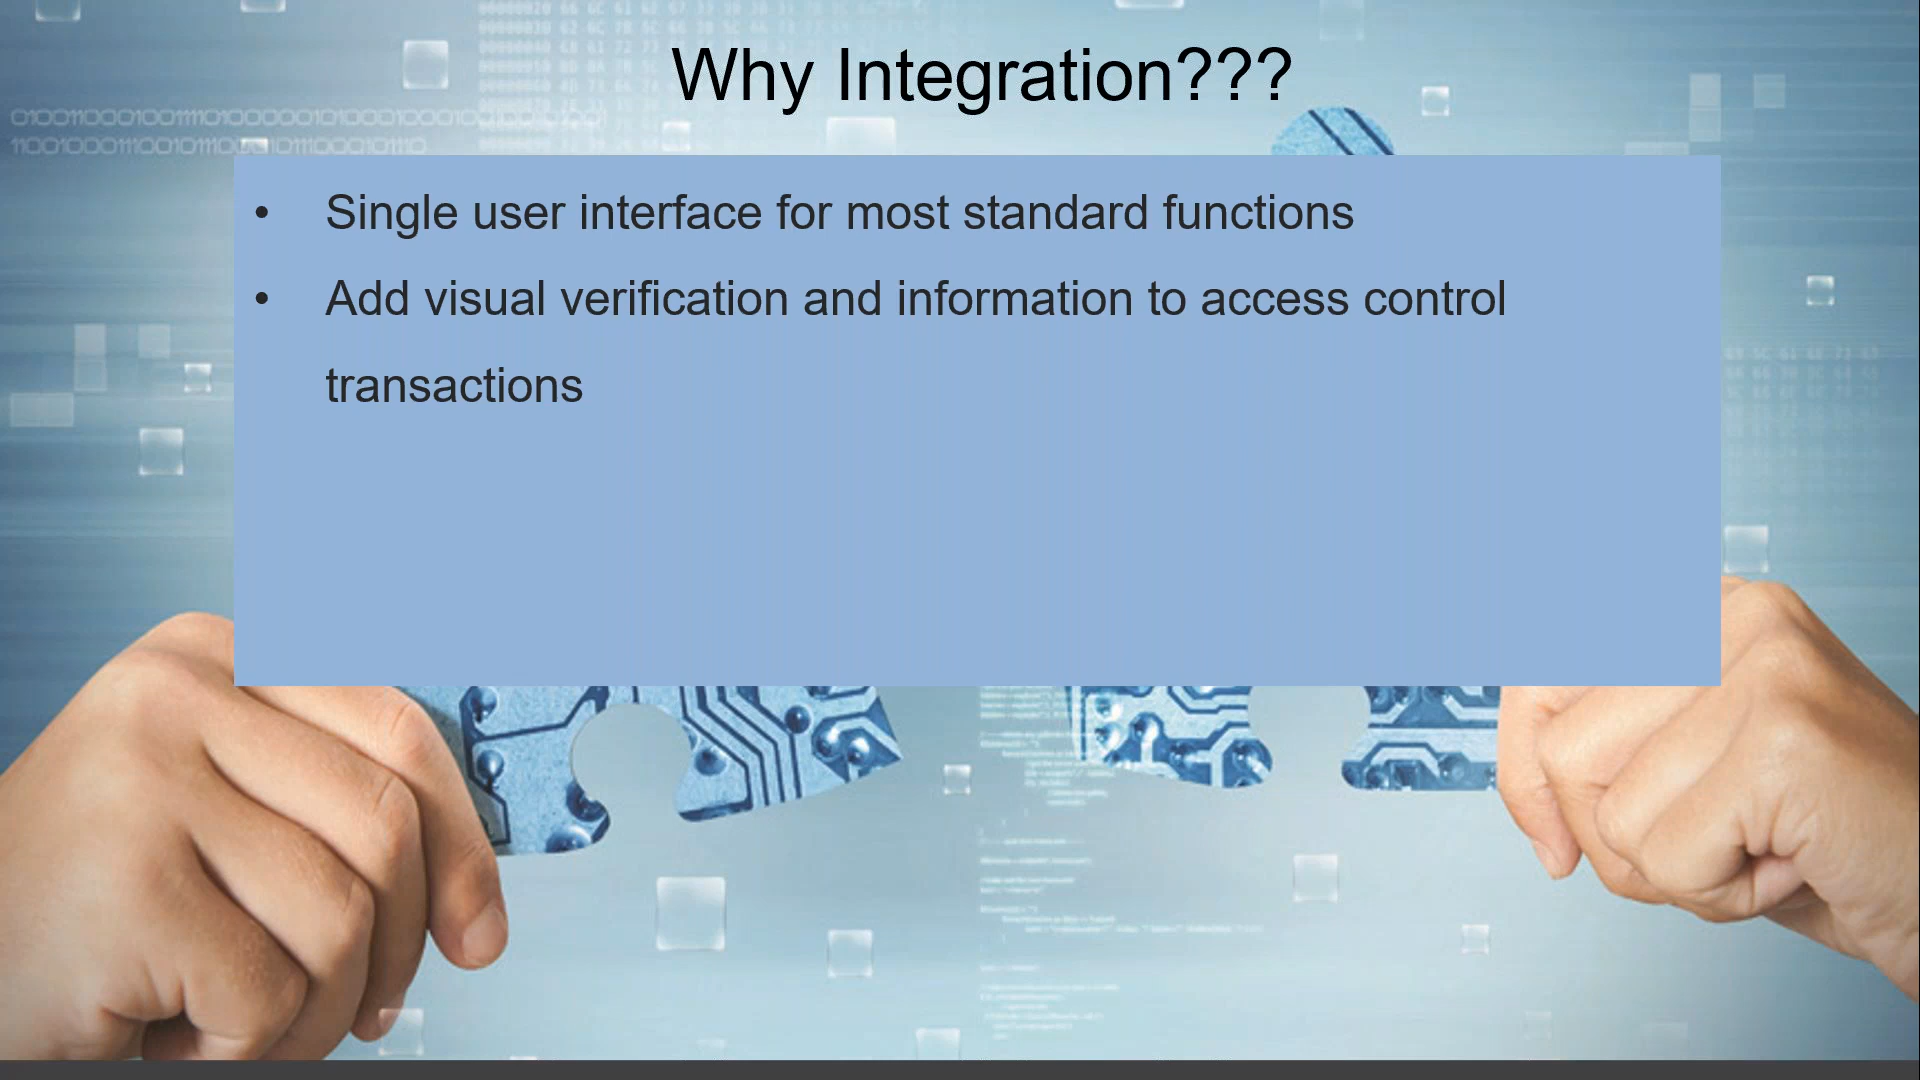 Why Integration???
• Single user interface for most standard functions
• Add visual verification and information to access control
transactions